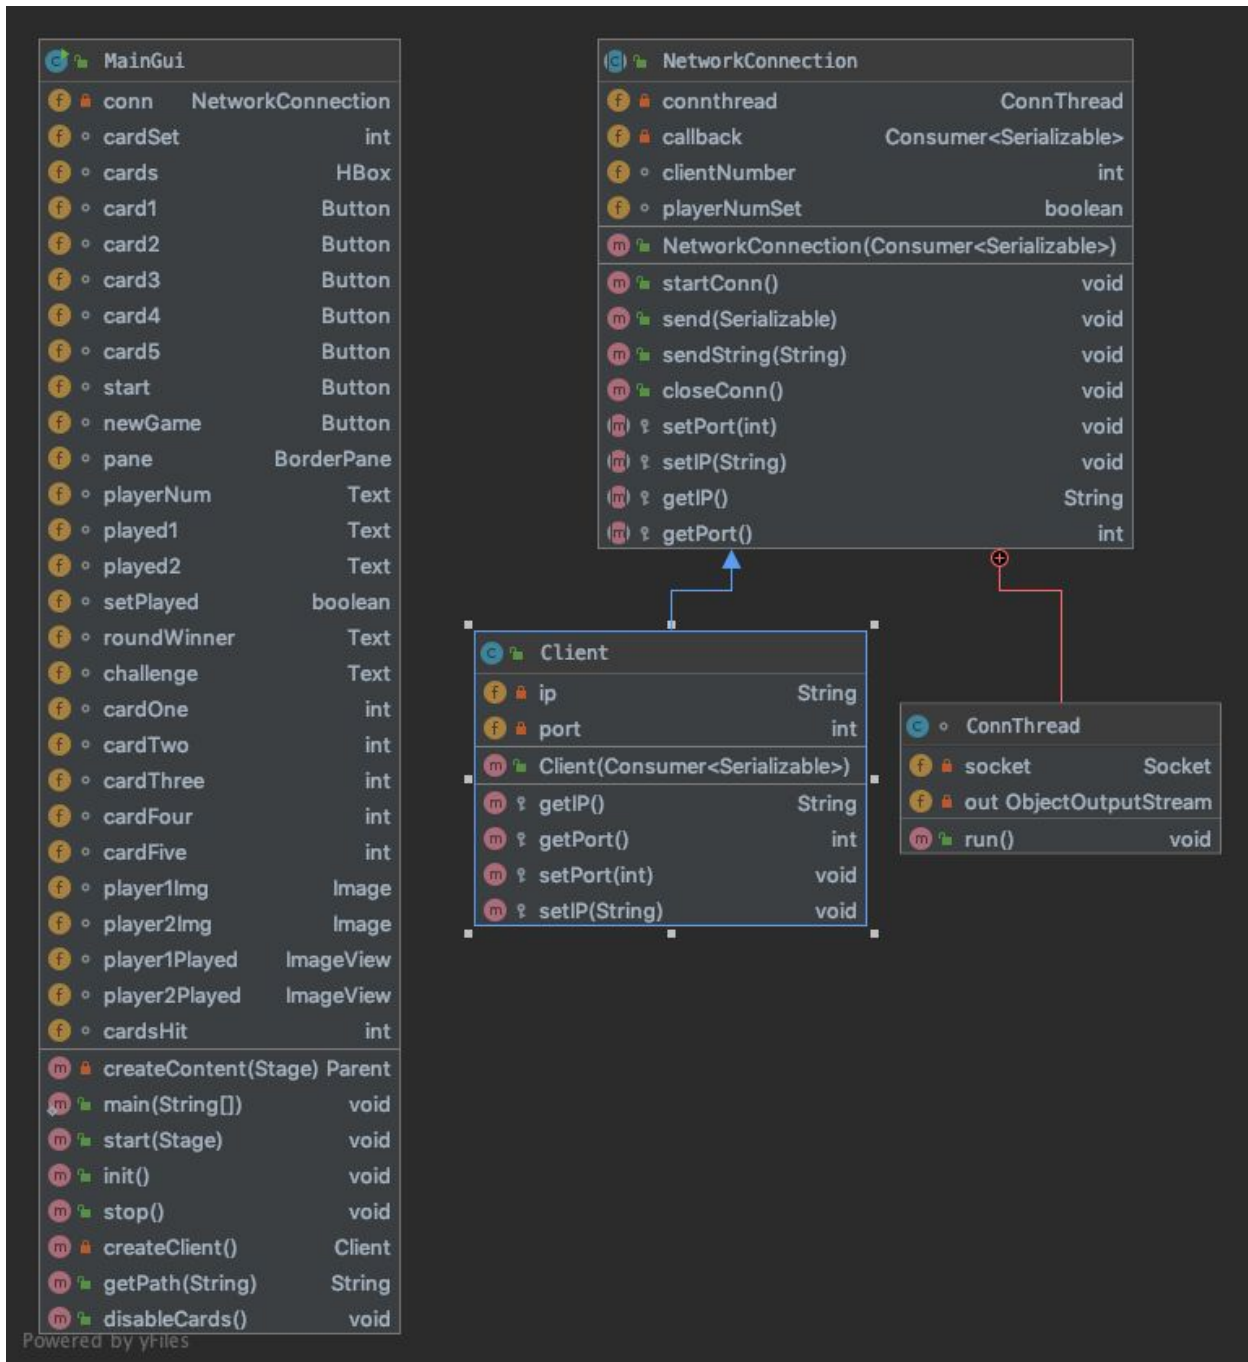 MainGui
conn NetworkConnection
cardSet int
cards HBox
card1 Button
card2 Button
card3 Button
card4 Button
card5 Button
start Button
newGame Button
pane BorderPane
playerNum Text
played1 Text
played2 Text
setPlayed boolean
roundWinner Text
challenge Text
cardOne int
cardTwo int
cardThree int
cardFour int
cardFive int
player1Img Image
player2Img Image
player1Played ImageView
player2Played ImageView
cardsHit int
createContent(Stage) Parent
main(String[]) void
start(Stage) void
init() void
stop() void
createClient() Client
getPath(String) String
disableCards() void
NetworkConnection
connthread ConnThread
callback Consumer<Serializable>
clientNumber int
playerNumSet boolean
NetworkConnection(Consumer<Serializable>)
startConn() void
send(Serializable) void
sendString(String) void
closeConn() void
setPort(int) void
setIP(String) void
getIP() String
getPort() int
Client
ip String
port int
Client(Consumer<Serializable>)
getIP() String
getPort() int
setPort(int) void
setIP(String) void
ConnThread
socket Socket
out ObjectOutputStream
run() void
Powered by yFiles